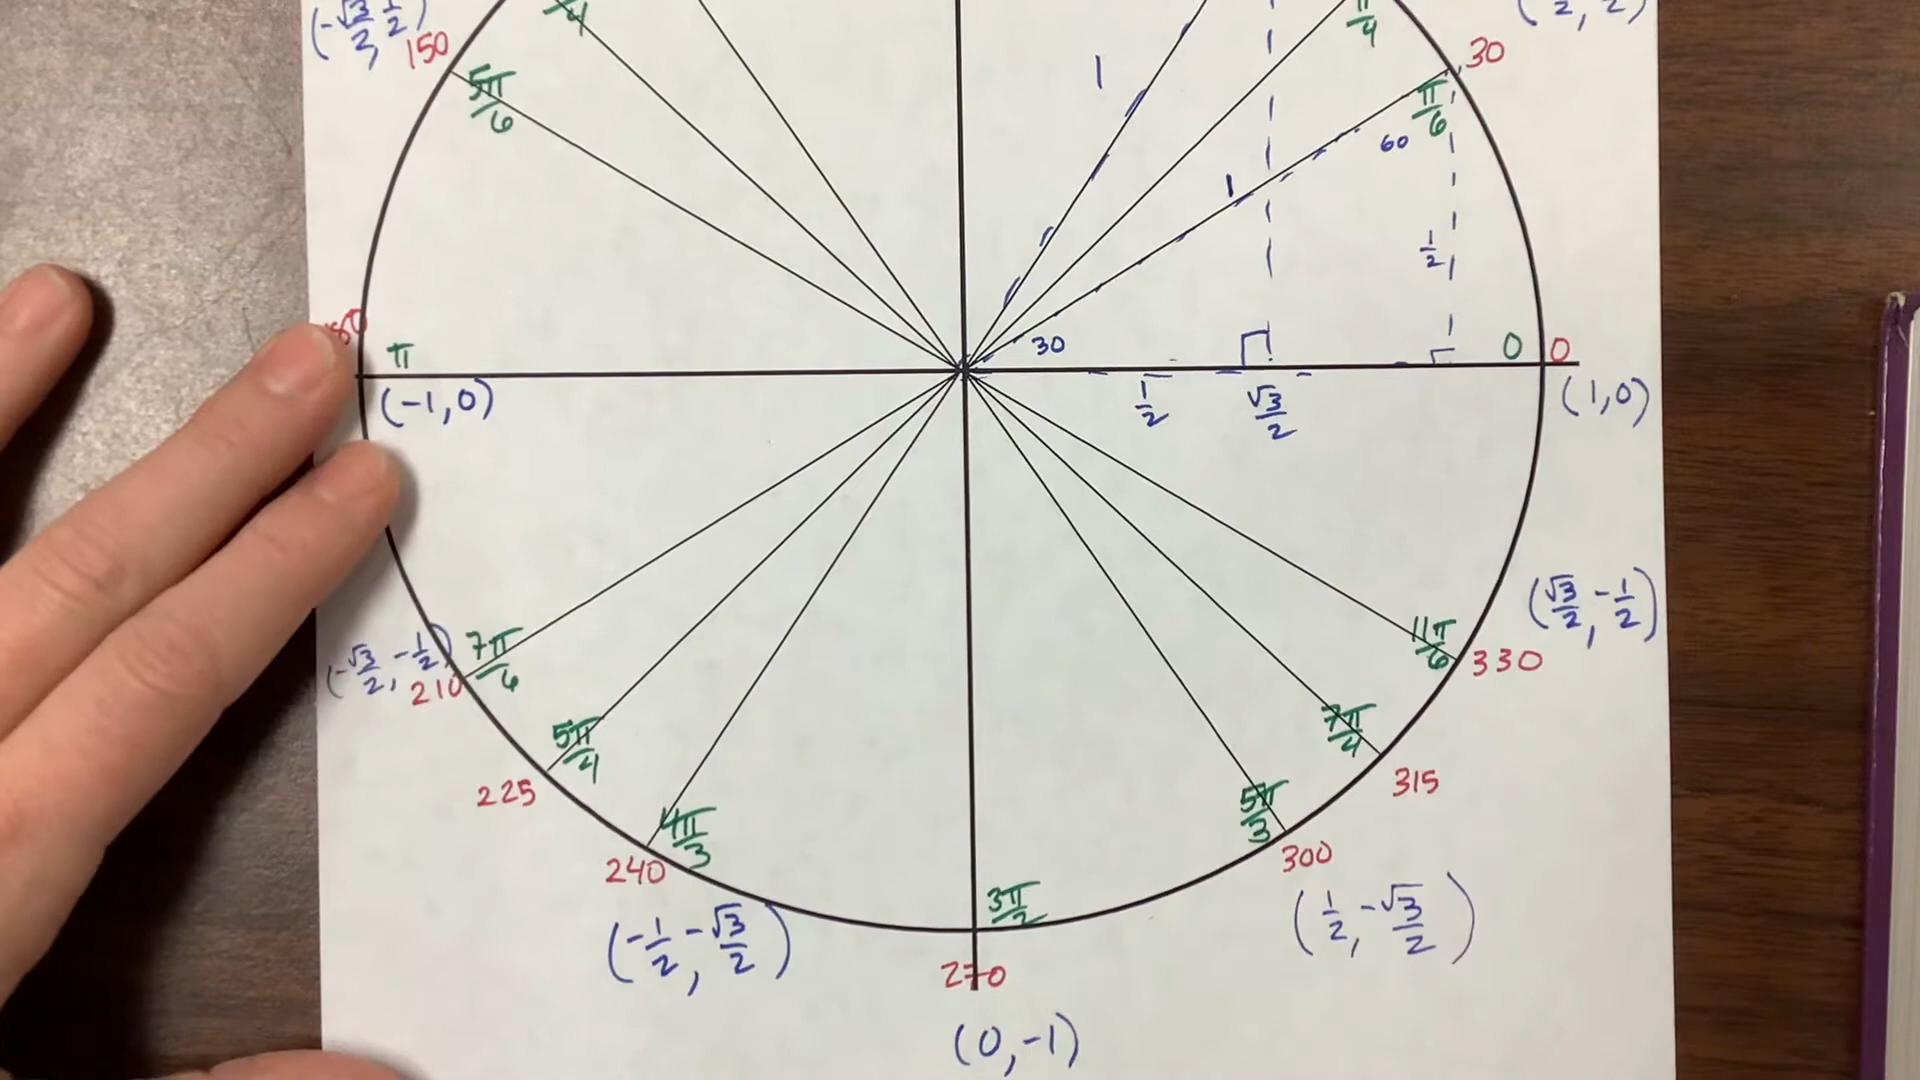 (-√3/2, 1/2)
150
5π/6
π/4
30
π/6
1
60
1
1/2
30
180
π
(-1,0)
1/2
√3/2
0
0
(1,0)
(√3/2, -1/2)
11π/6
330
(-√3/2, -1/2)
7π/6
210
5π/4
225
7π/4
315
4π/3
240
5π/3
300
(-1/2, -√3/2)
3π/2
270
(1/2, -√3/2)
(0,-1)